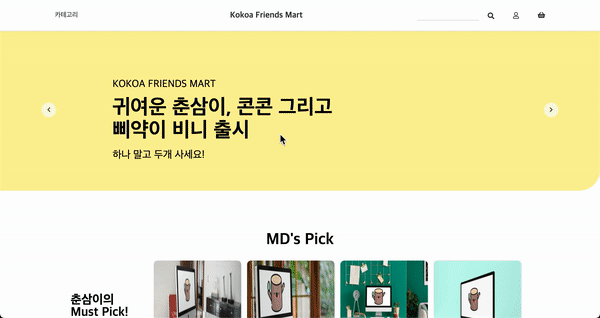 카테고리
Kokoa Friends Mart
KOKOA FRIENDS MART
귀여운 춘삼이, 콘콘 그리고
삐약이 비니 출시
하나 말고 두개 사세요!
MD's Pick
춘삼이의
Must Pick!